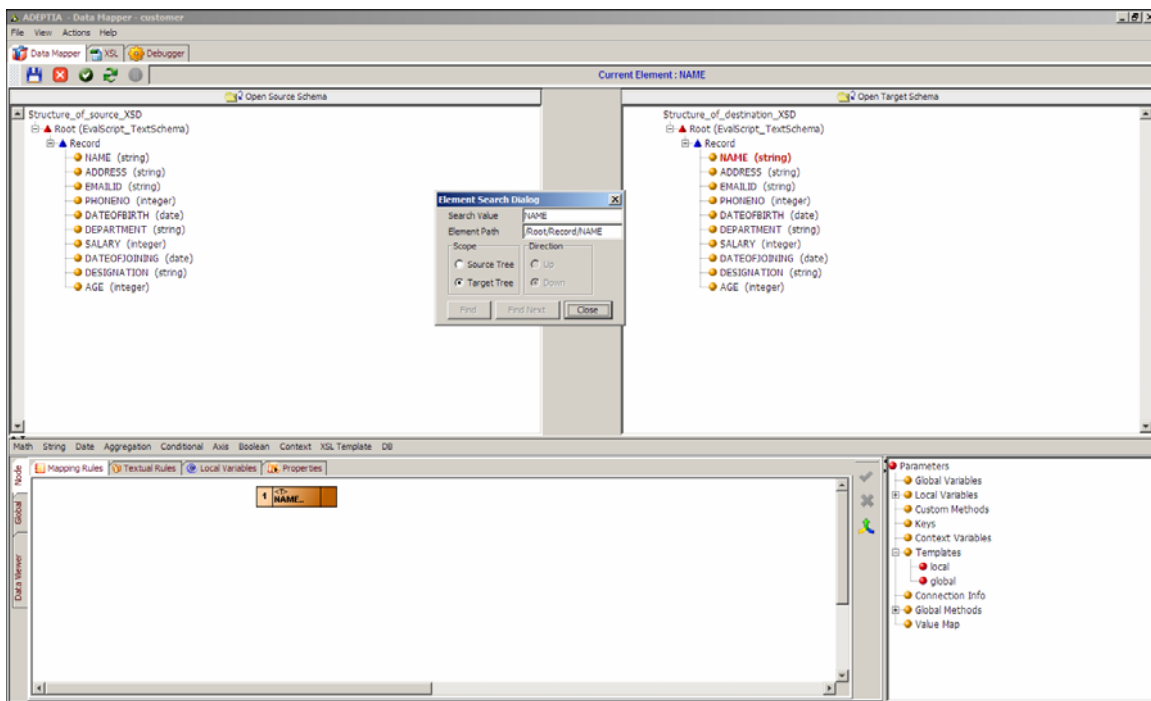 ADEPTIA - Data Mapper - customer
File View Actions Help
Data Mapper XSL Debugger
Current Element : NAME
Open Source Schema
Open Target Schema
Structure_of_source_XSD
Root (EvalScript_TextSchema)
Record
NAME (string)
ADDRESS (string)
EMAILID (string)
PHONENO (integer)
DATEOFBIRTH (date)
DEPARTMENT (string)
SALARY (integer)
DATEOFJOINING (date)
DESIGNATION (string)
AGE (integer)
Element Search Dialog
Search Value NAME
Element Path /Root/Record/NAME
Scope Direction
Source Tree Up
Target Tree Down
Find Find Next Close
Structure_of_destination_XSD
Root (EvalScript_TextSchema)
Record
NAME (string)
ADDRESS (string)
EMAILID (string)
PHONENO (integer)
DATEOFBIRTH (date)
DEPARTMENT (string)
SALARY (integer)
DATEOFJOINING (date)
DESIGNATION (string)
AGE (integer)
Math String Date Aggregation Conditional Axis Boolean Context XSL Template DB
Node
Global
Data Viewer
Mapping Rules Textual Rules Local Variables Properties
1 <T>
NAME...
Parameters
Global Variables
Local Variables
Custom Methods
Keys
Context Variables
Templates
local
global
Connection Info
Global Methods
Value Map